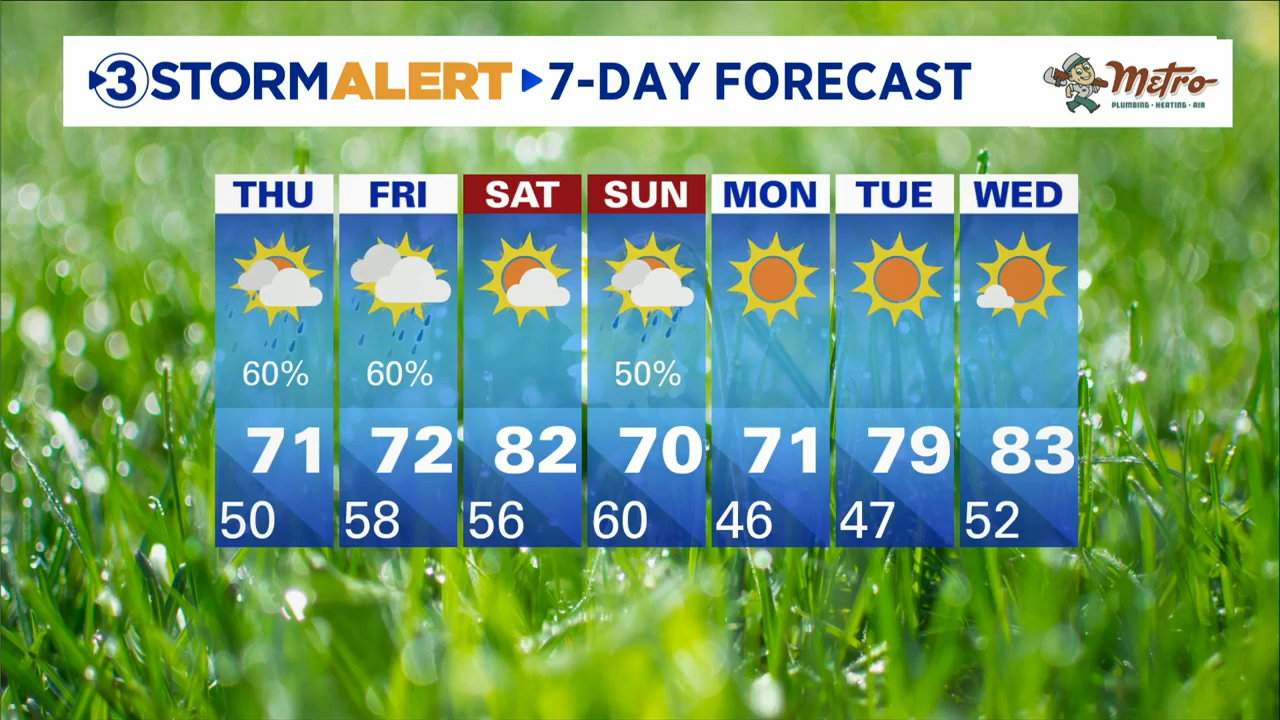 3 STORMALERT 7-DAY FORECAST
Metro
PLUMBING · HEATING · AIR
THU FRI SAT SUN MON TUE WED
60% 60% 50%
71 72 82 70 71 79 83
50 58 56 60 46 47 52